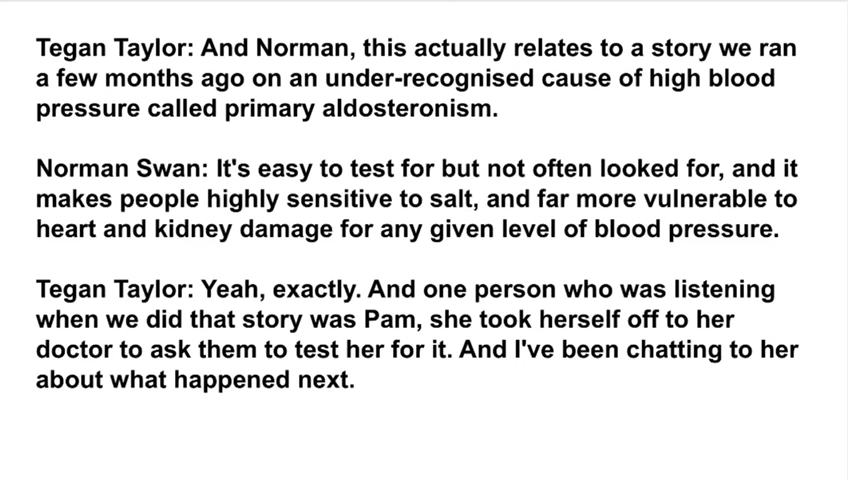 Tegan Taylor: And Norman, this actually relates to a story we ran
a few months ago on an under-recognised cause of high blood
pressure called primary aldosteronism.
Norman Swan: It's easy to test for but not often looked for, and it
makes people highly sensitive to salt, and far more vulnerable to
heart and kidney damage for any given level of blood pressure.
Tegan Taylor: Yeah, exactly. And one person who was listening
when we did that story was Pam, she took herself off to her
doctor to ask them to test her for it. And I've been chatting to her
about what happened next.